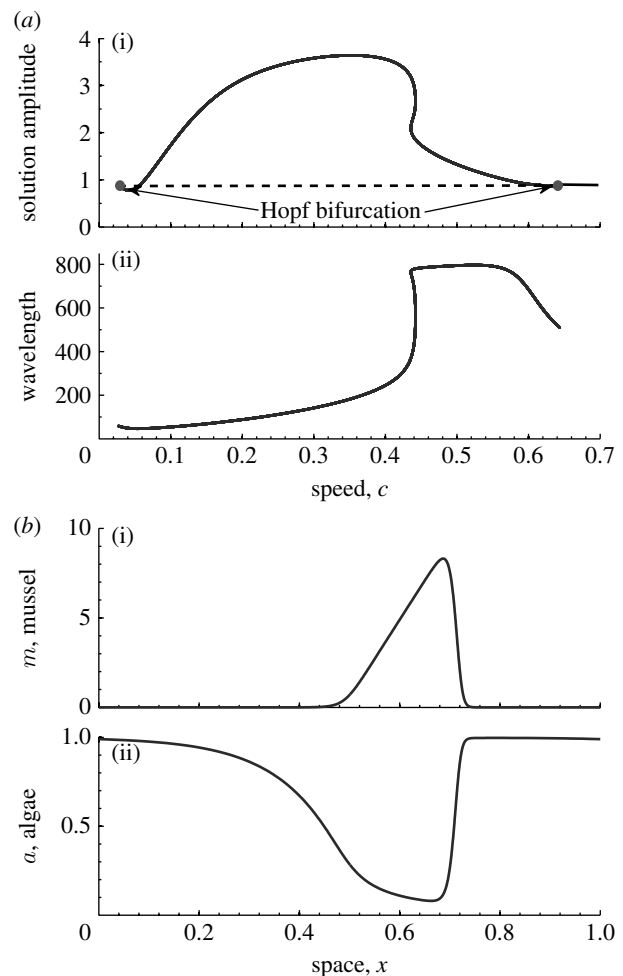 (a)
(i)
4
3
2
1
0
solution amplitude
Hopf bifurcation
(ii)
800
600
400
200
wavelength
0 0.1 0.2 0.3 0.4 0.5 0.6 0.7
speed, c
(b)
(i)
10
5
0
m, mussel
(ii)
1.0
0.5
a, algae
0 0.2 0.4 0.6 0.8 1.0
space, x